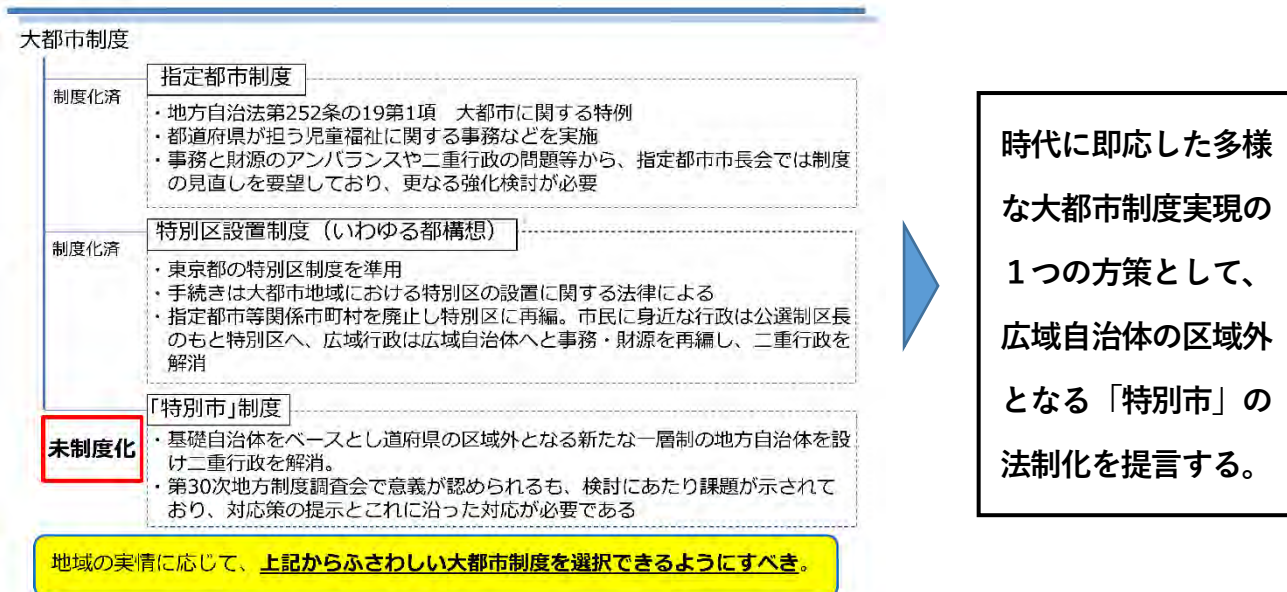 大都市制度
指定都市制度
制度化済
・地方自治法第252条の19第1項　大都市に関する特例
・都道府県が担う児童福祉に関する事務などを実施
・事務と財源のアンバランスや二重行政の問題等から、指定都市市長会では制度
の見直しを要望しており、更なる強化検討が必要
特別区設置制度（いわゆる都構想）
制度化済
・東京都の特別区制度を準用
・手続きは大都市地域における特別区の設置に関する法律による
・指定都市等関係市町村を廃止し特別区に再編。市民に身近な行政は公選制区長
のもと特別区へ、広域行政は広域自治体へと事務・財源を再編し、二重行政を
解消
「特別市」制度
未制度化
・基礎自治体をベースとし道府県の区域外となる新たな一層制の地方自治体を設
け二重行政を解消。
・第30次地方制度調査会で意義が認められるも、検討にあたり課題が示されて
おり、対応策の提示とこれに沿った対応が必要である
地域の実情に応じて、上記からふさわしい大都市制度を選択できるようにすべき。
時代に即応した多様
な大都市制度実現の
１つの方策として、
広域自治体の区域外
となる「特別市」の
法制化を提言する。